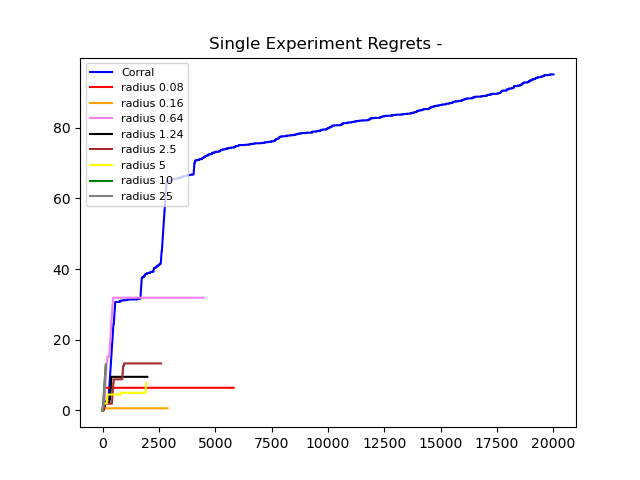 Single Experiment Regrets -
Corral
radius 0.08
radius 0.16
radius 0.64
radius 1.24
radius 2.5
radius 5
radius 10
radius 25
80
60
40
20
0
0 2500 5000 7500 10000 12500 15000 17500 20000